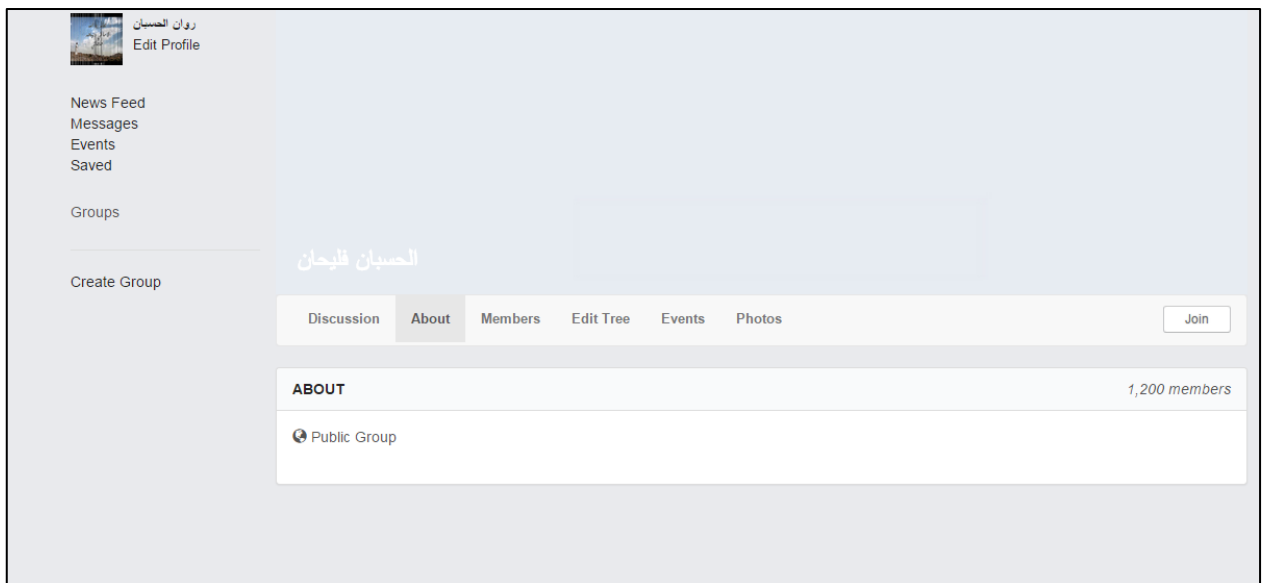 روان الحسبان
Edit Profile
News Feed
Messages
Events
Saved
Groups
Create Group
الحسبان فليحان
Discussion About Members Edit Tree Events Photos Join
ABOUT 1,200 members
Public Group